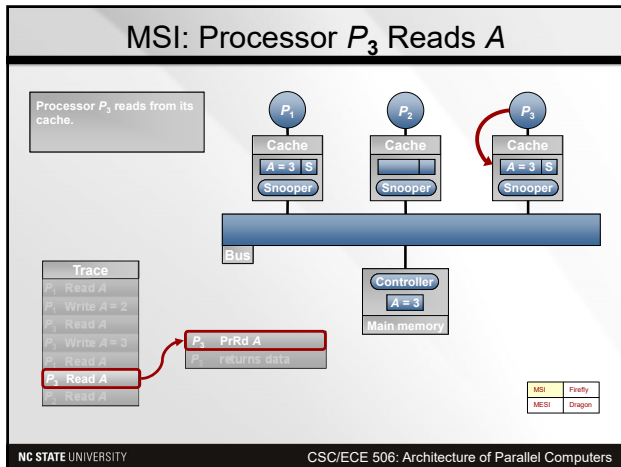 MSI: Processor P3 Reads A
Processor P3 reads from its
cache.
P1
P2
P3
Cache
Cache
Cache
A = 3 S
A = 3 S
Snooper
Snooper
Snooper
Bus
Controller
A = 3
Main memory
Trace
P1 Read A
P1 Write A = 2
P1 Read A
P3 Write A = 3
P1 Read A
P3 Read A
P2 Read A
P3 PrRd A
P3 returns data
MSI Firefly
MESI Dragon
NC STATE UNIVERSITY
CSC/ECE 506: Architecture of Parallel Computers